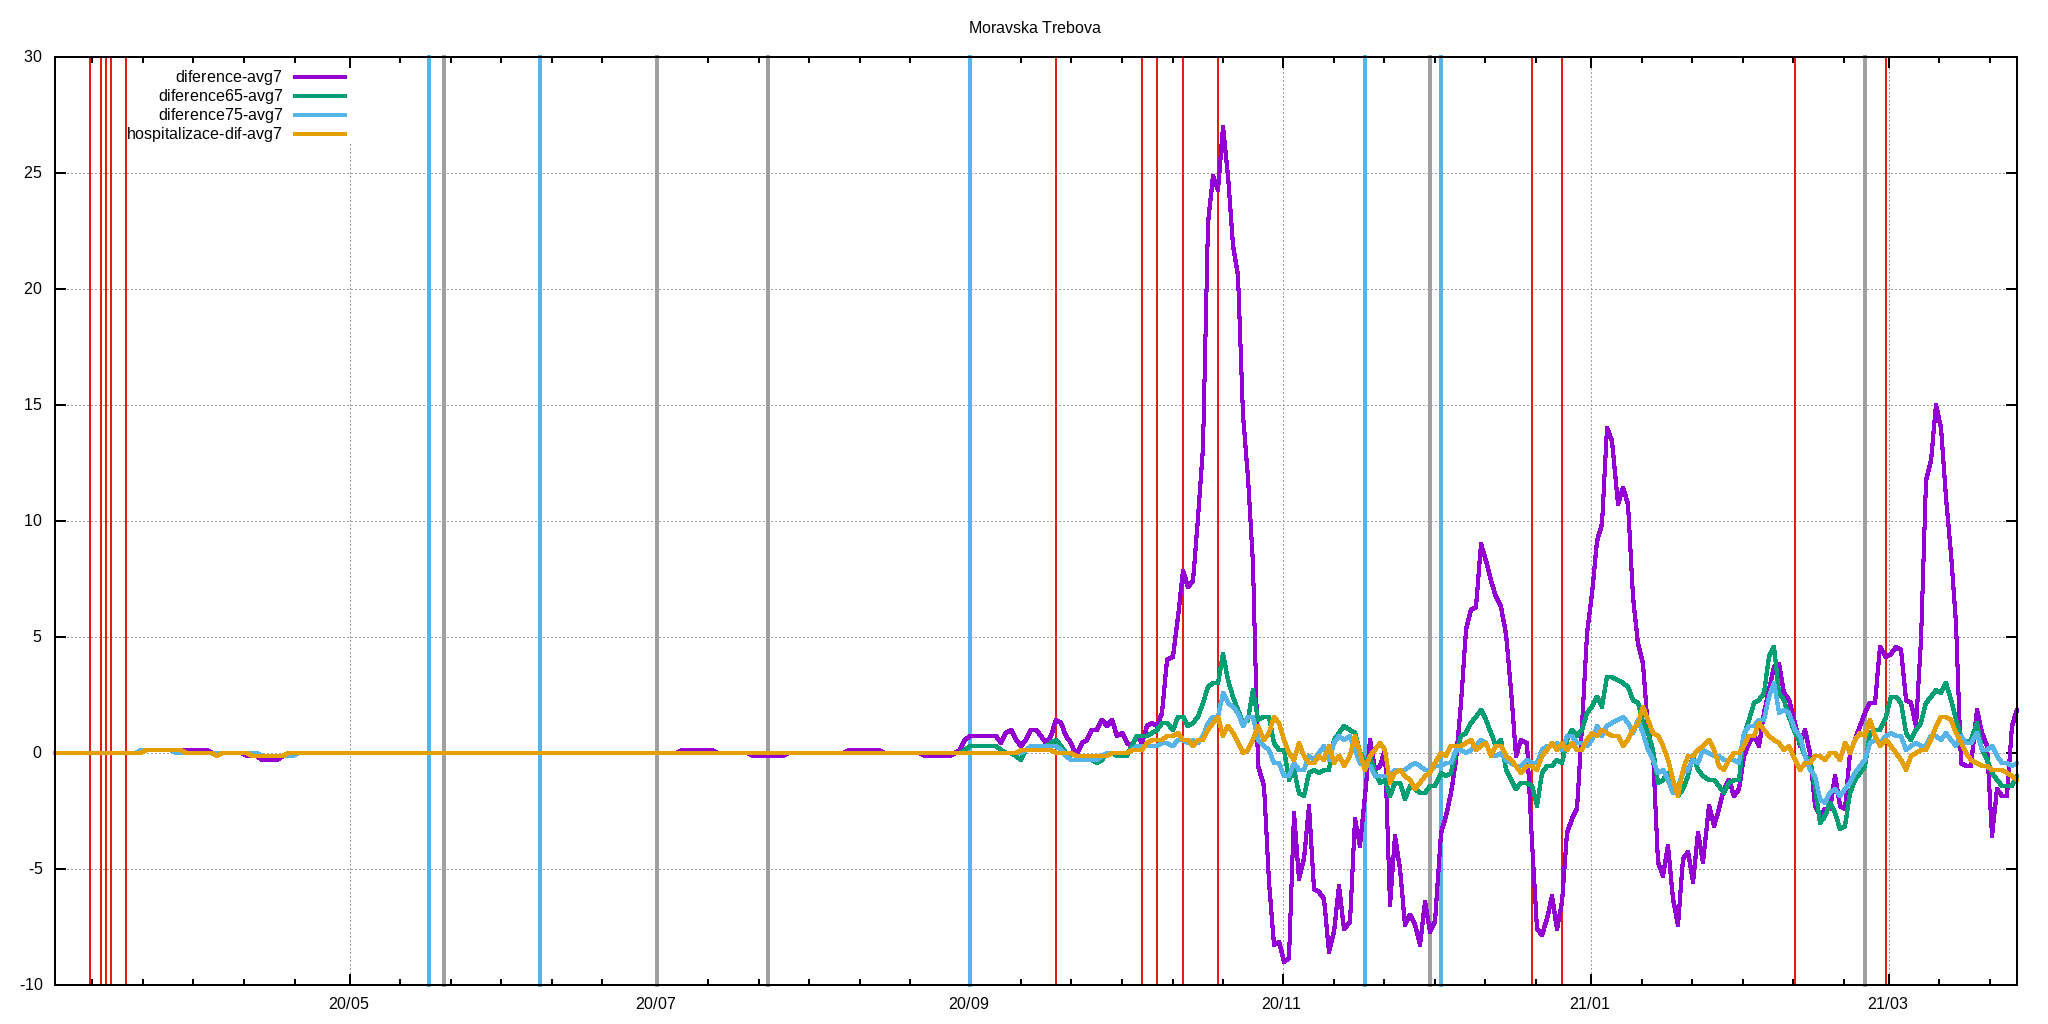 Moravska Trebova
30
25
20
15
10
5
0
-5
-10
diference-avg7
diference65-avg7
diference75-avg7
hospitalizace-dif-avg7
20/05 20/07 20/09 20/11 21/01 21/03